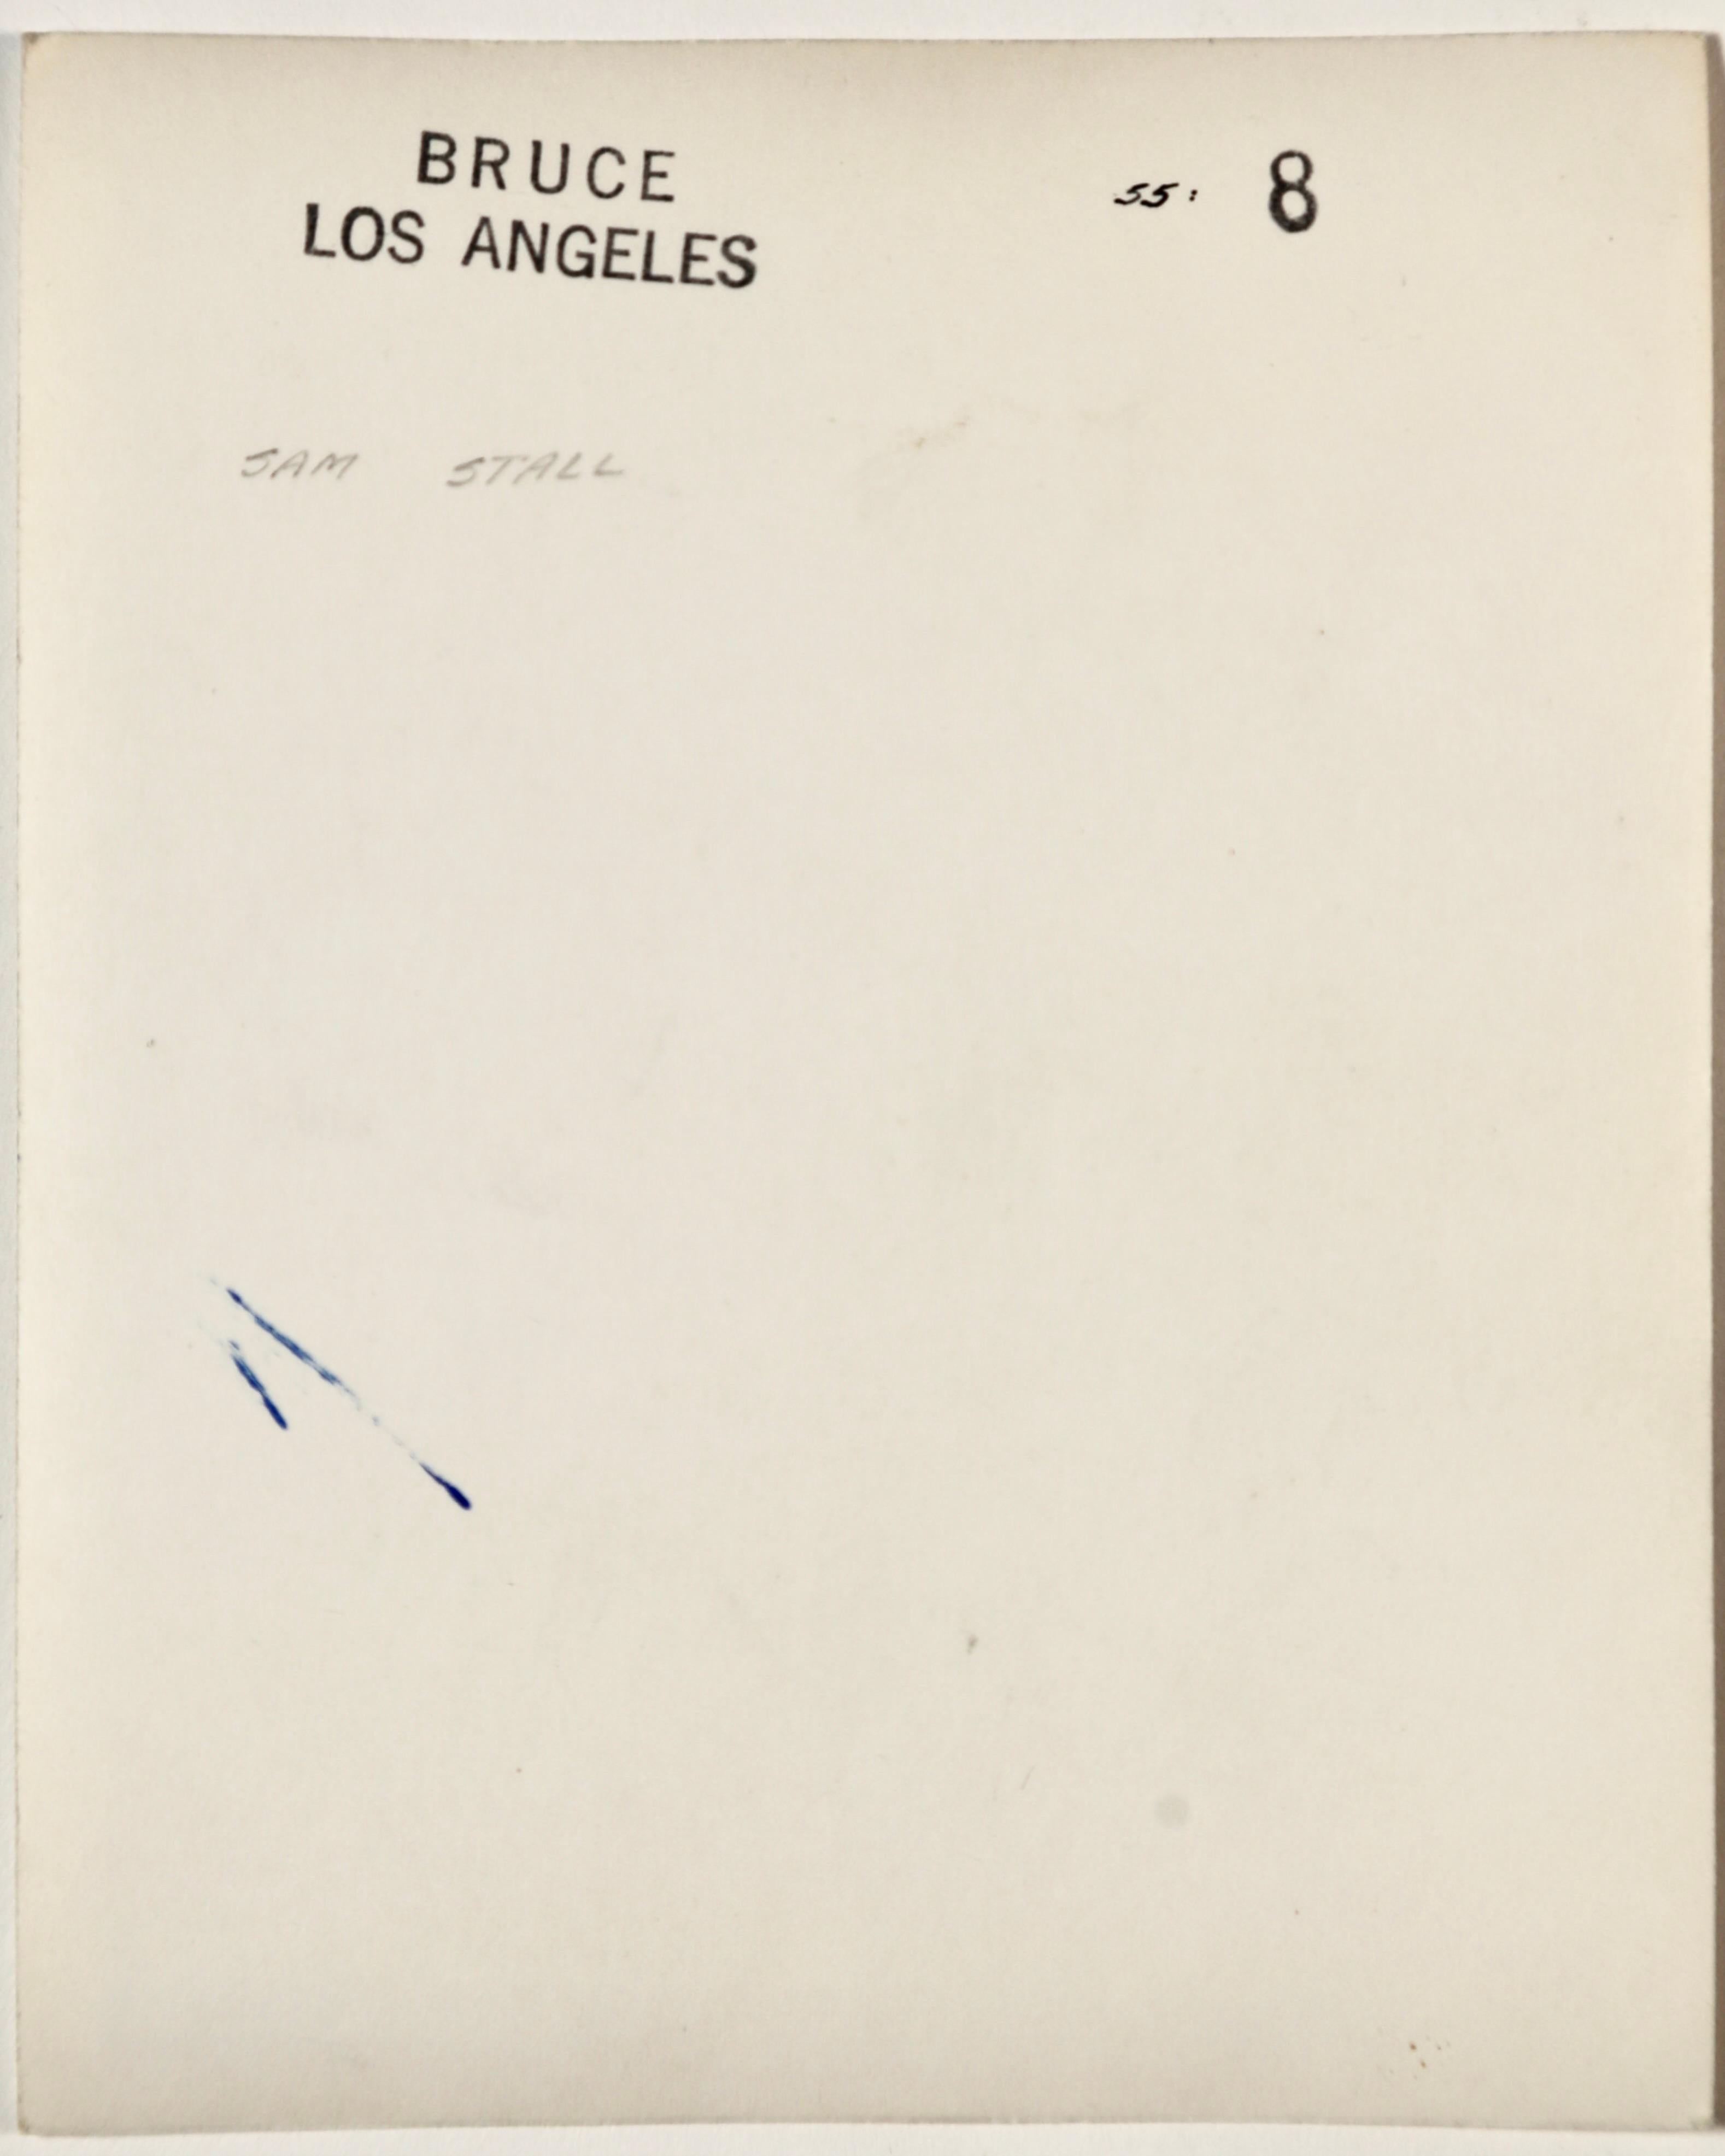 BRUCE
LOS ANGELES
55: 8
SAM STALL